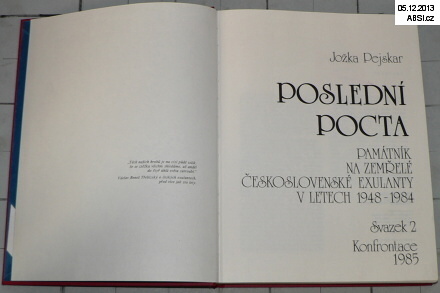 05.12.2013
ABSI.cz
Jožka Pejskar
POSLEDNÍ
POCTA
PAMÁTNÍK
NA ZEMŘELÉ
ČESKOSLOVENSKÉ EXULANTY
V LETECH 1948-1984
Svazek 2
Konfrontace
1985